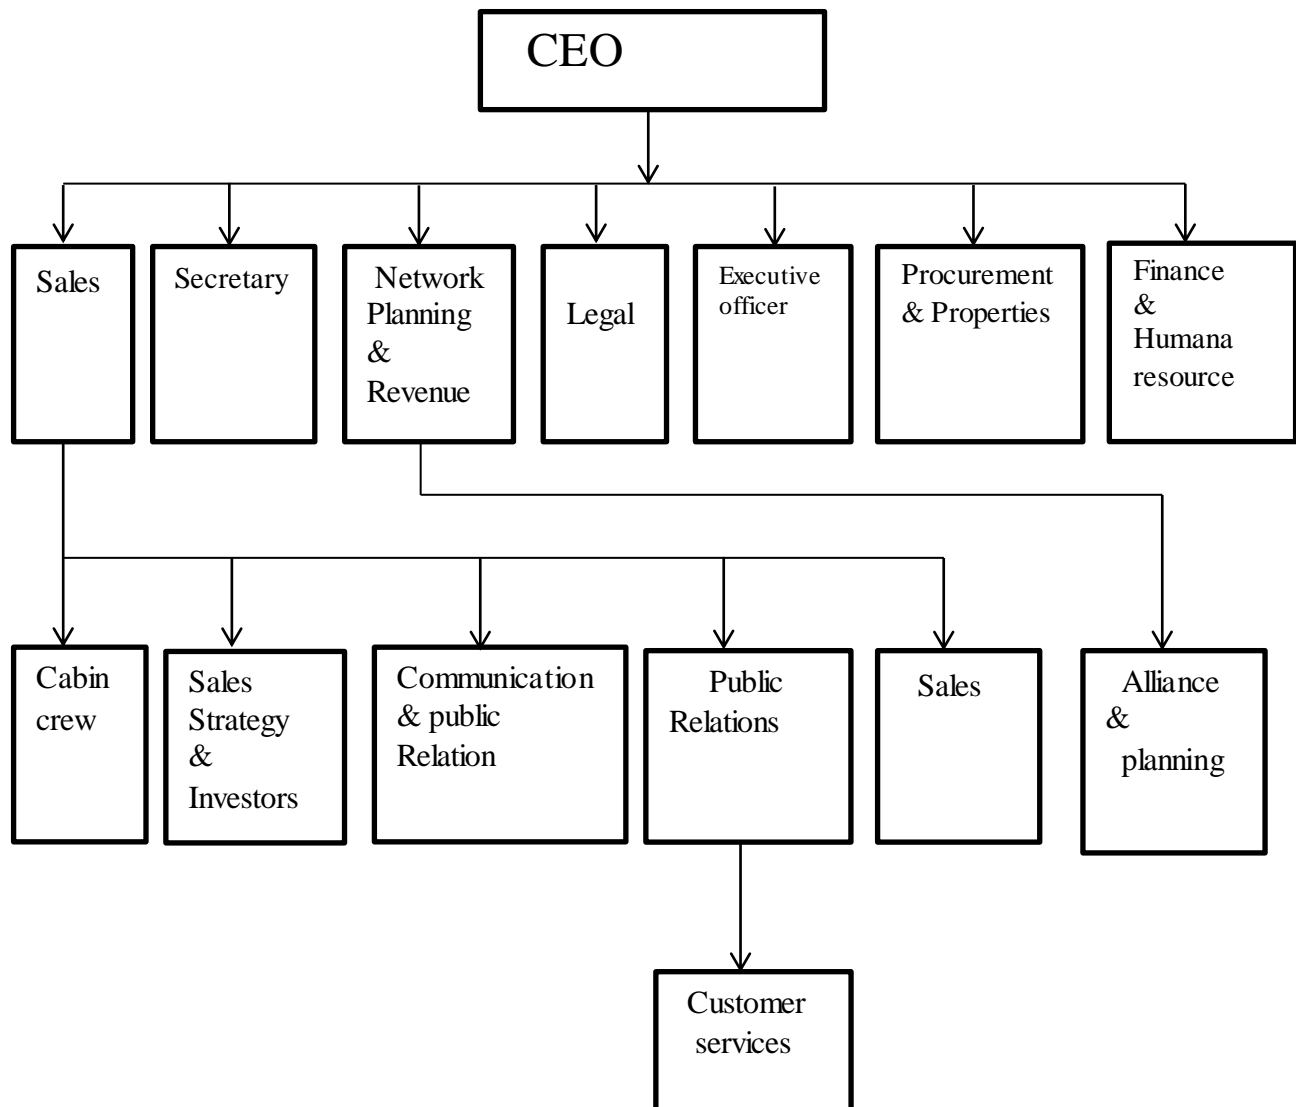 CEO
Sales
Secretary
Network
Planning
&
Revenue
Legal
Executive
officer
Procurement
& Properties
Finance
&
Humana
resource
Cabin
crew
Sales
Strategy
&
Investors
Communication
& public
Relation
Public
Relations
Sales
Alliance
&
planning
Customer
services